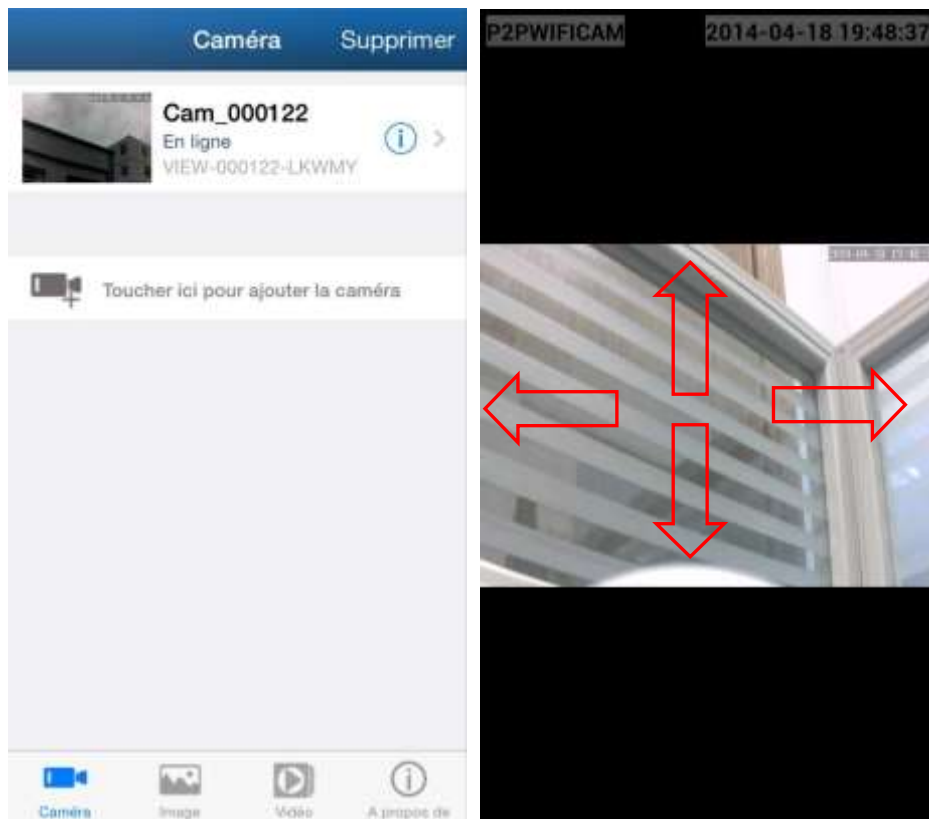 Caméra
Supprimer
Cam_000122
En ligne
VIEW-000122-LKWMY
Toucher ici pour ajouter la caméra
Caméra
Image
Vidéo
A propos de
P2PWIFICAM
2014-04-18 19:48:37